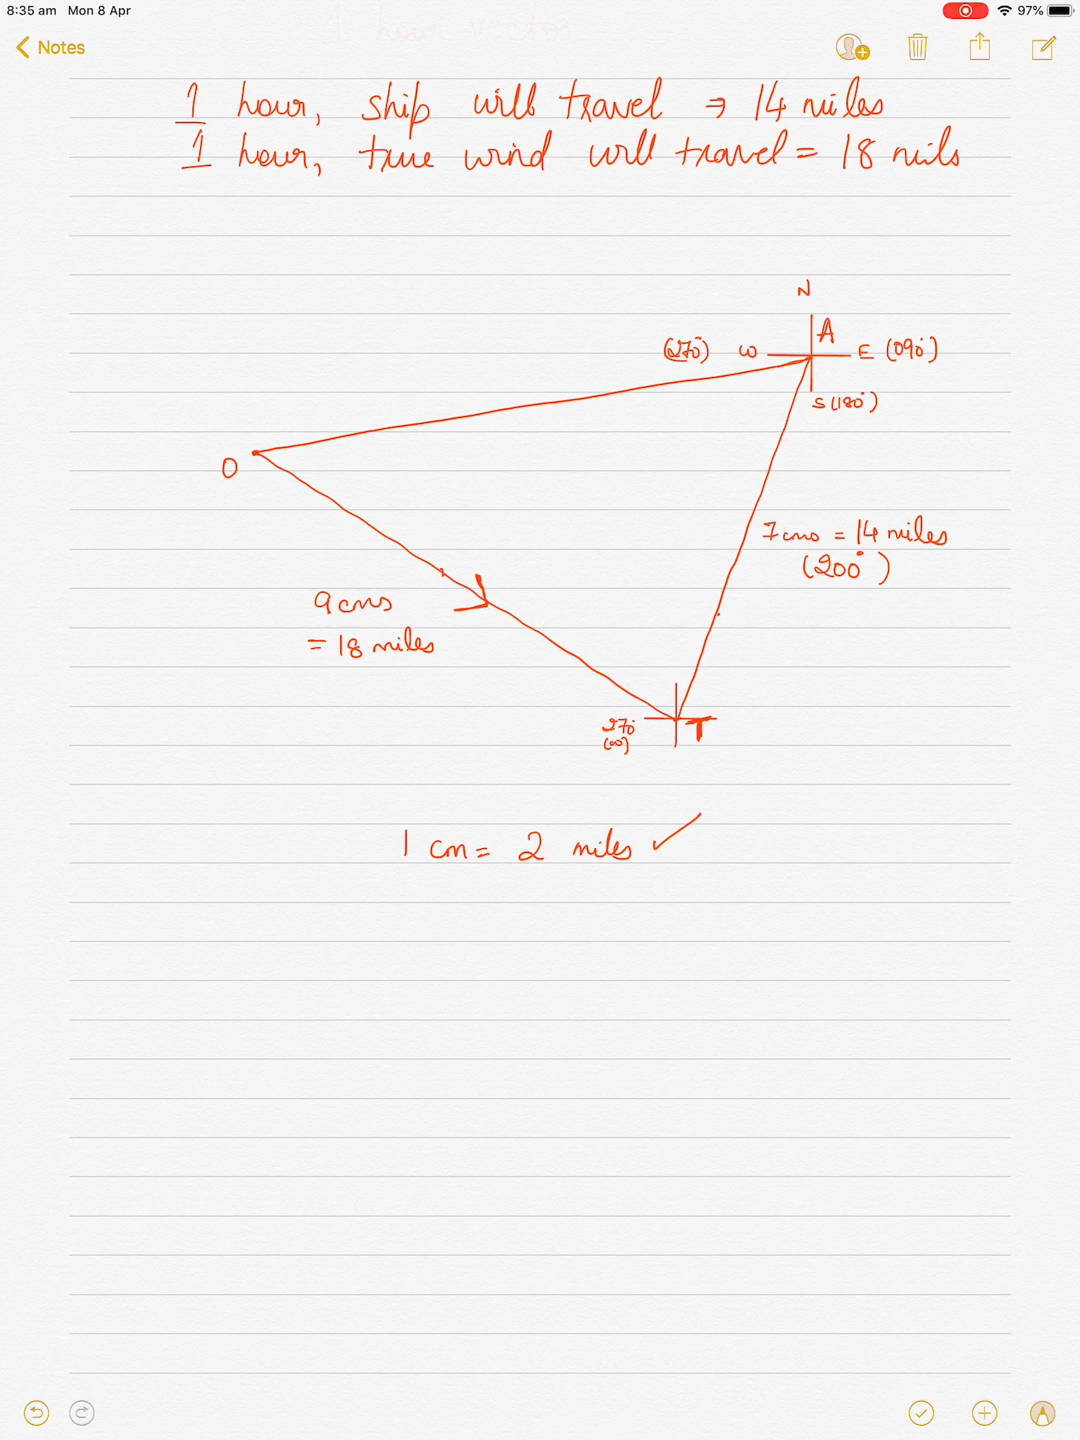 8:35 am Mon 8 Apr
97%
Notes
1 hour, ship will travel ⇒ 14 miles
1 hour, true wind will travel = 18 mils
N
A
(270°) W E (090°)
S (180°)
O
7 cms = 14 miles
(200°)
9 cms
= 18 miles
270°
T
1 cm = 2 miles ✓